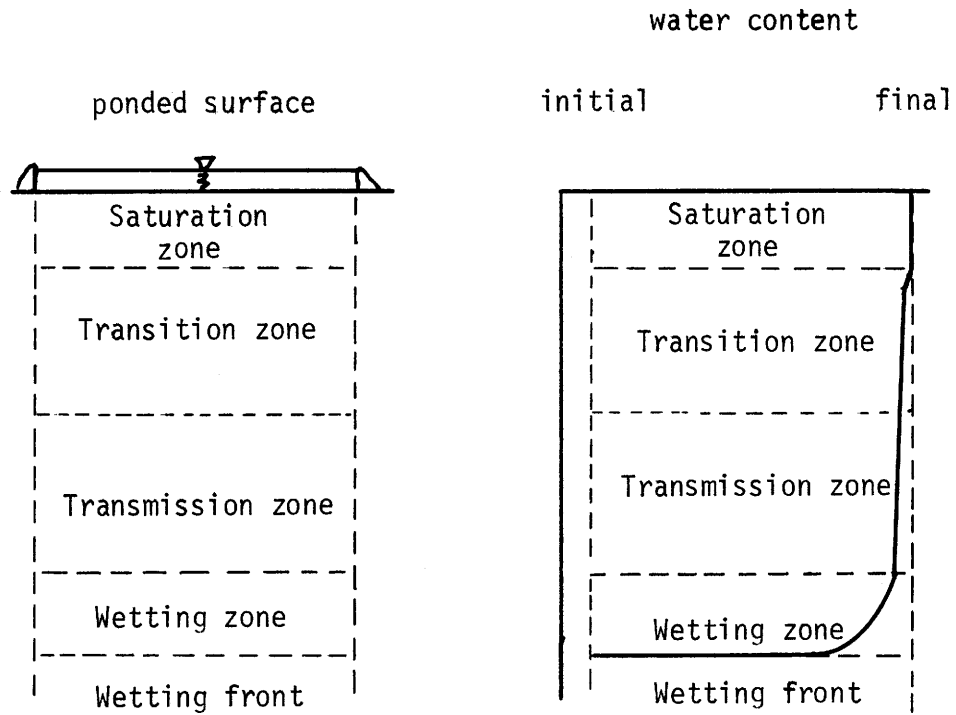 water content
ponded surface
initial
final
Saturation
zone
Transition zone
Transmission zone
Wetting zone
Wetting front
Saturation
zone
Transition zone
Transmission zone
Wetting zone
Wetting front